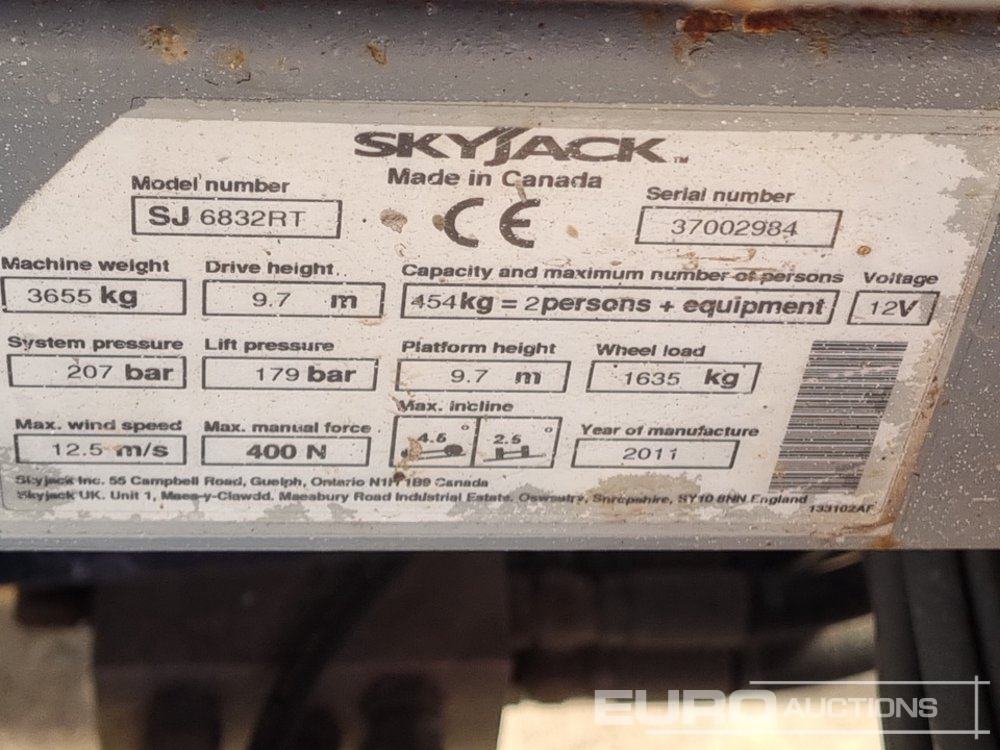 SKYJACK™
Made in Canada
Model number
SJ 6832RT
CE
Serial number
37002984
Machine weight
3655 kg
Drive height
9.7 m
Capacity and maximum number of persons
454kg = 2persons + equipment
Voltage
12V
System pressure
207 bar
Lift pressure
179 bar
Platform height
9.7 m
Wheel load
1635 kg
Max. wind speed
12.5 m/s
Max. manual force
400 N
Max. incline
4.5° 2.5°
Year of manufacture
2011
Skyjack Inc. 55 Campbell Road, Guelph, Ontario N1H 1B9 Canada
Skyjack UK. Unit 1, Maes-y-Clawdd, Maesbury Road Industrial Estate, Oswestry, Shropshire, SY10 8NN England
133102AF
EURO AUCTIONS